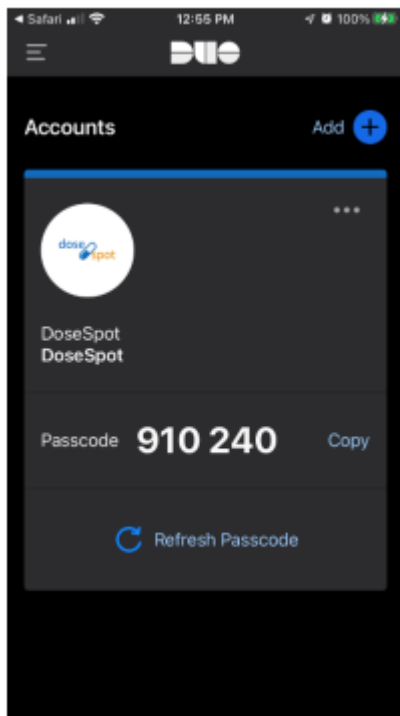 Safari 12:55 PM 100%
DUO
Accounts Add
dose spot
DoseSpot
DoseSpot
Passcode 910 240 Copy
Refresh Passcode